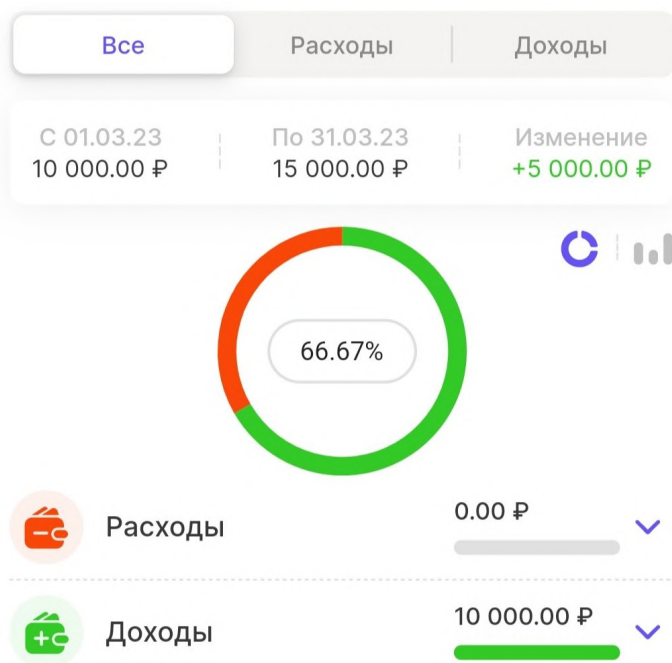 Все Расходы Доходы
С 01.03.23 По 31.03.23 Изменение
10 000.00 ₽ 15 000.00 ₽ +5 000.00 ₽
66.67%
Расходы 0.00 ₽
Доходы 10 000.00 ₽